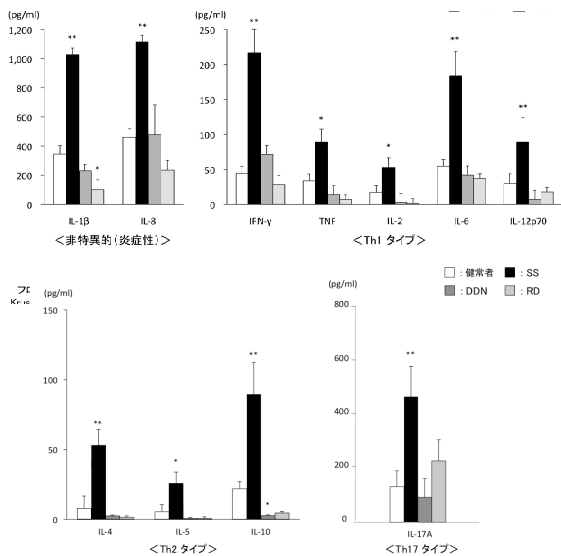 (pg/ml)
1,200
1,000
800
600
400
200
0
**
**
*
IL-1β
IL-8
<非特異的(炎症性)>
(pg/ml)
250
200
150
100
50
0
**
*
*
**
**
IFN-γ
TNF
IL-2
IL-6
IL-12p70
<Th1 タイプ>
□:健常者 ■:SS
■:DDN ■:RD
(pg/ml)
150
100
50
0
**
*
**
*
IL-4
IL-5
IL-10
<Th2 タイプ>
(pg/ml)
800
600
400
200
0
**
IL-17A
<Th17 タイプ>